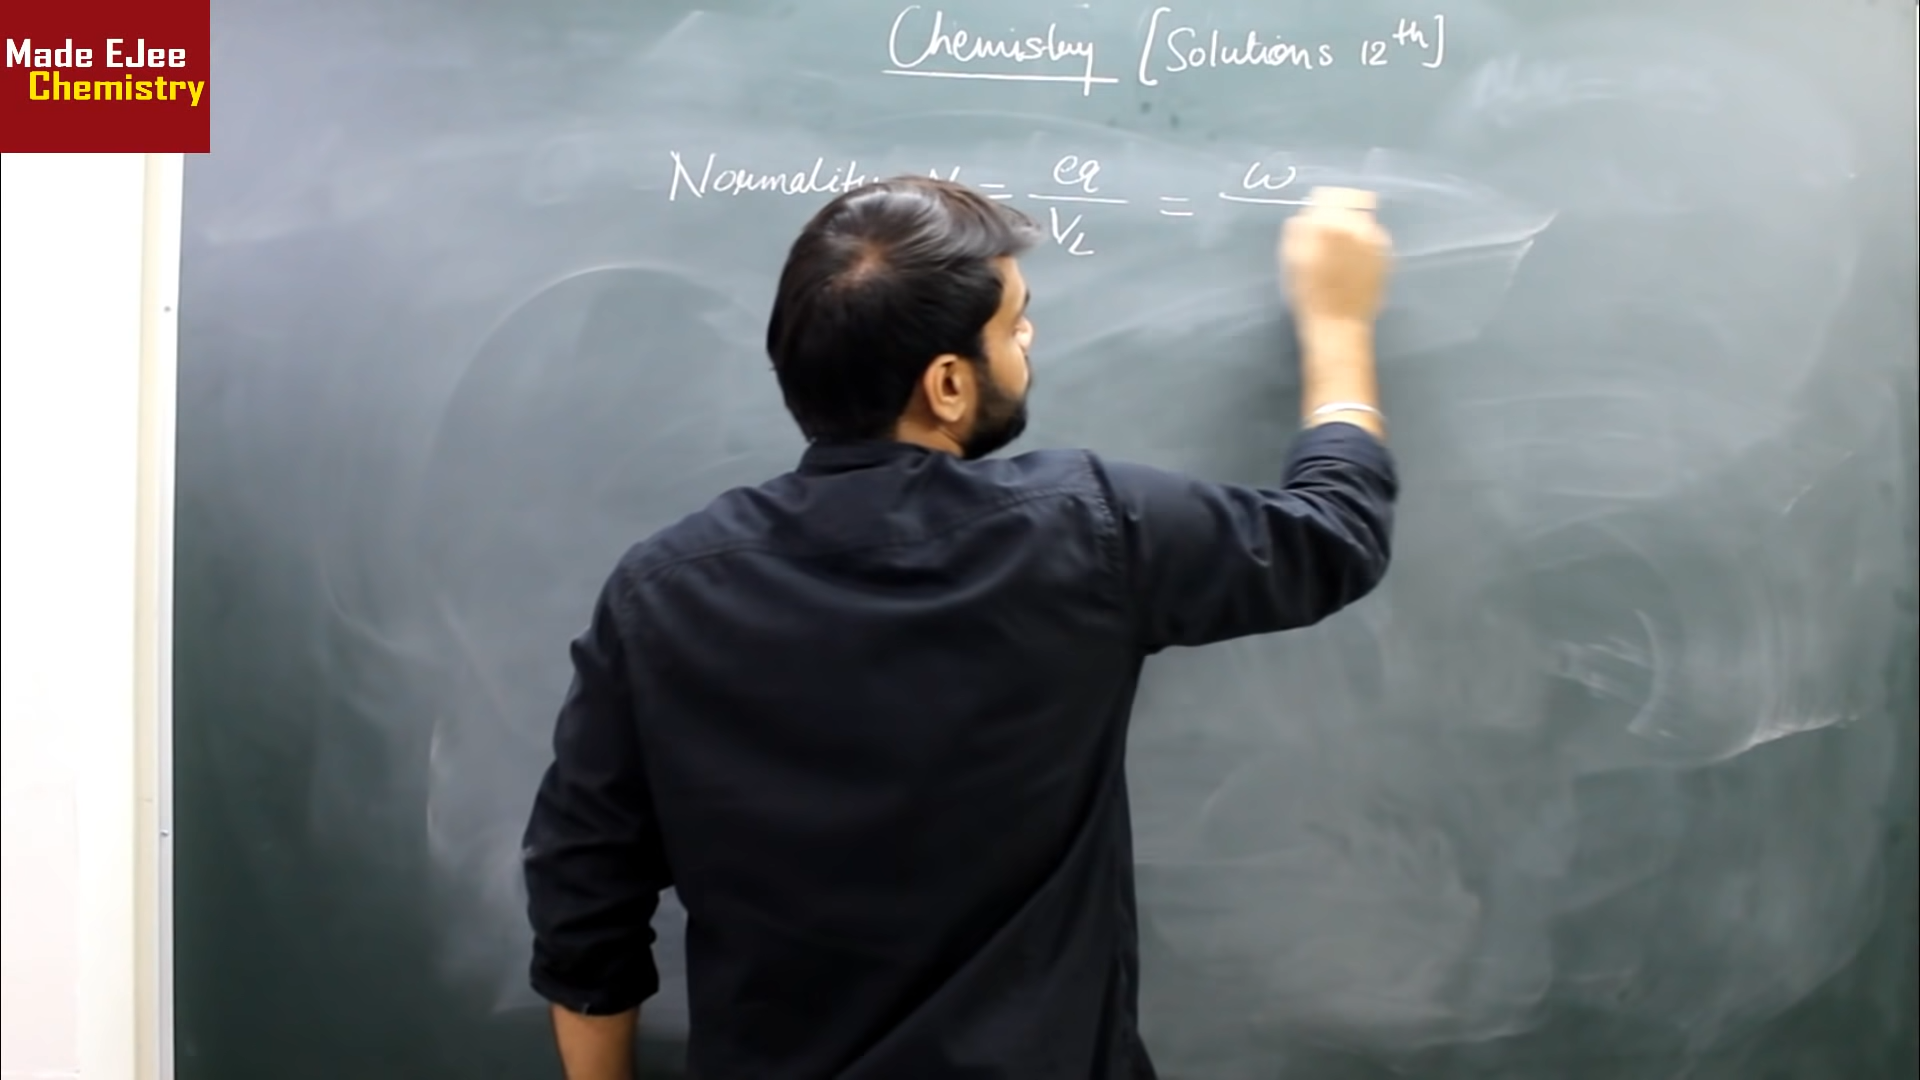 Made EJee
Chemistry
Chemistry [Solutions 12th]
Normality N = eq / VL = w